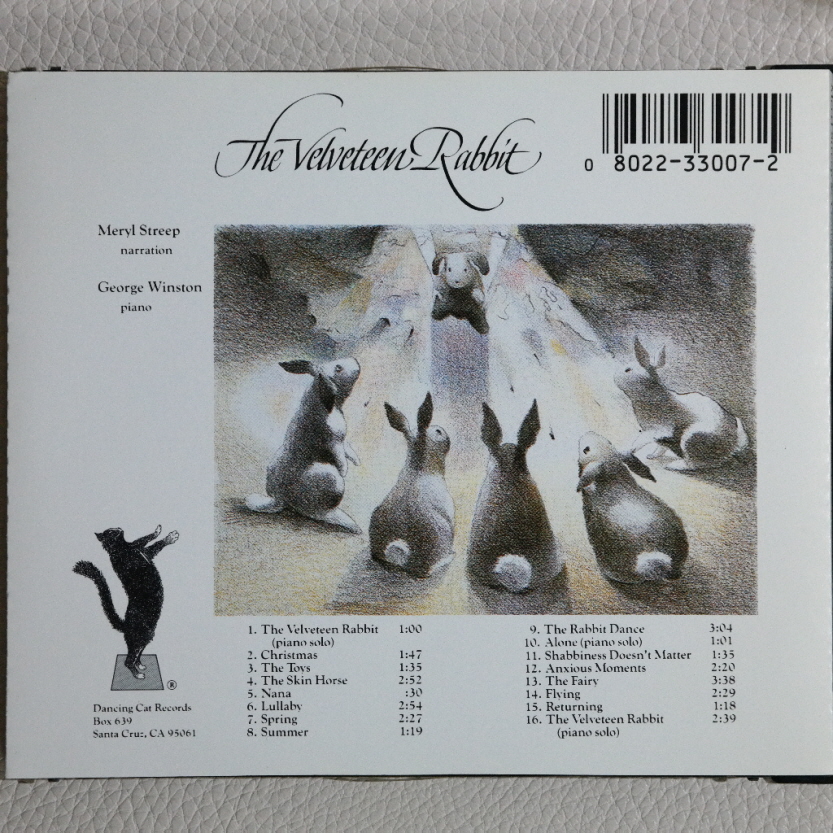 The Velveteen Rabbit
0 8022-33007-2
Meryl Streep
narration
George Winston
piano
1. The Velveteen Rabbit 1:00
(piano solo)
2. Christmas 1:47
3. The Toys 1:35
4. The Skin Horse 2:52
5. Nana :30
6. Lullaby 2:54
7. Spring 2:27
8. Summer 1:19
9. The Rabbit Dance 3:04
10. Alone (piano solo) 1:01
11. Shabbiness Doesn't Matter 1:35
12. Anxious Moments 2:20
13. The Fairy 3:38
14. Flying 2:29
15. Returning 1:18
16. The Velveteen Rabbit 2:39
(piano solo)
®
Dancing Cat Records
Box 639
Santa Cruz, CA 95061